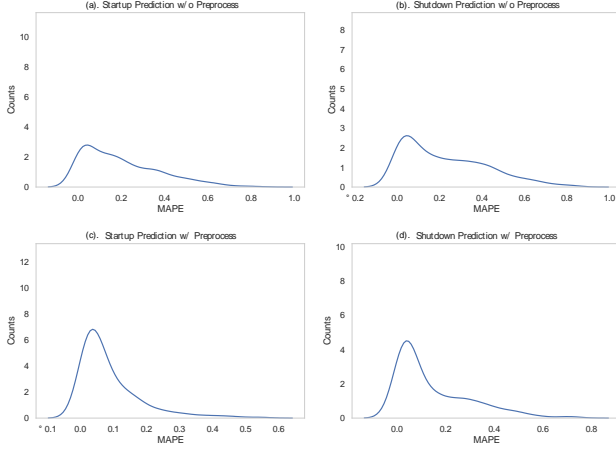 (a). Startup Prediction w/o Preprocess
10
8
6
4
2
0
Counts
0.0 0.2 0.4 0.6 0.8 1.0
MAPE
(b). Shutdown Prediction w/o Preprocess
8
7
6
5
4
3
2
1
0
Counts
° 0.2 0.0 0.2 0.4 0.6 0.8 1.0
MAPE
(c). Startup Prediction w/ Preprocess
12
10
8
6
4
2
0
Counts
° 0.1 0.0 0.1 0.2 0.3 0.4 0.5 0.6
MAPE
(d). Shutdown Prediction w/ Preprocess
10
8
6
4
2
0
Counts
0.0 0.2 0.4 0.6 0.8
MAPE